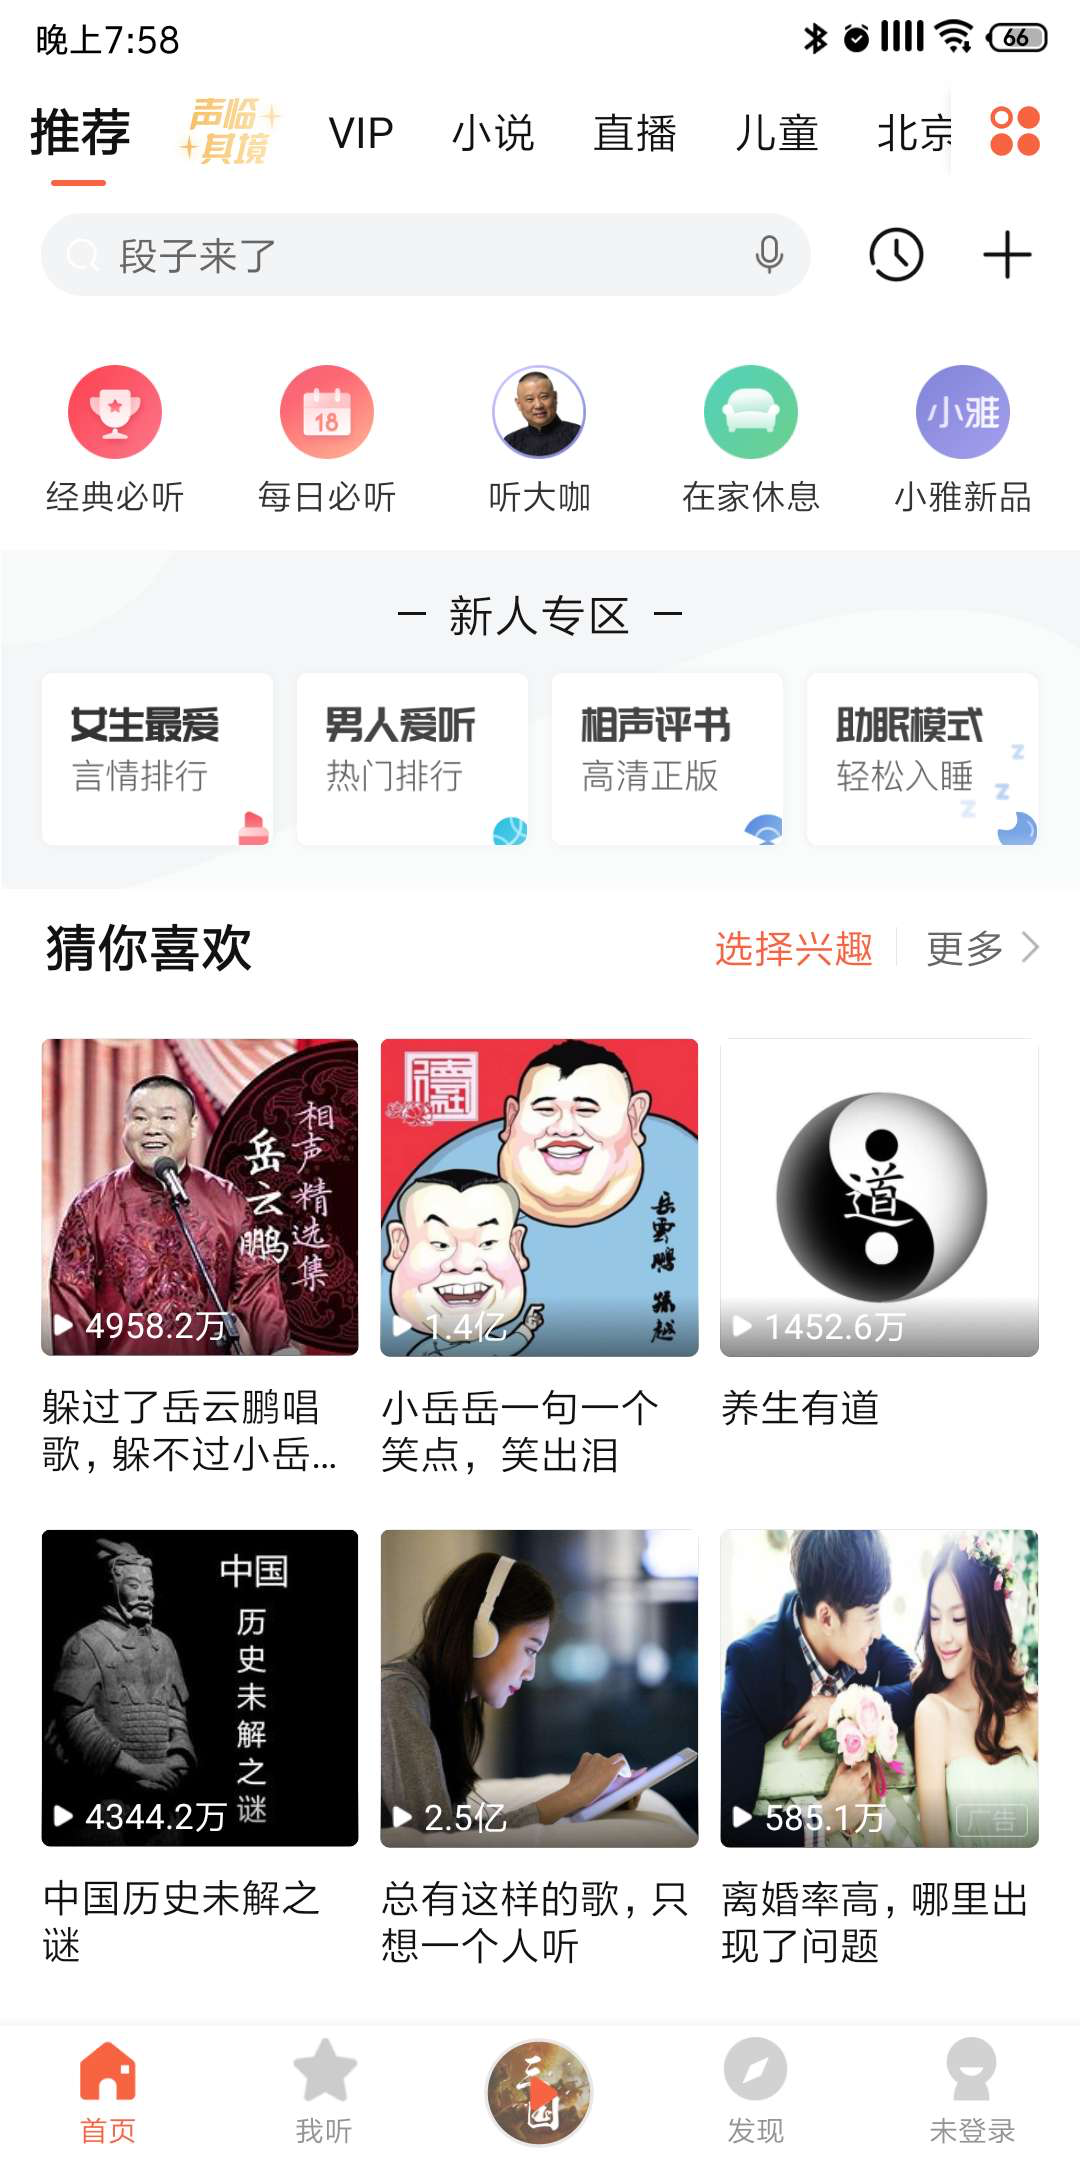 晚上7:58
66
推荐
声临其境
VIP
小说
直播
儿童
北京
段子来了
18
小雅
经典必听
每日必听
听大咖
在家休息
小雅新品
新人专区
女生最爱
男人爱听
相声评书
助眠模式
言情排行
热门排行
高清正版
轻松入睡
z
z
z
猜你喜欢
选择兴趣
更多
相声精选集
岳云鹏
4958.2万
德云社
岳雲鹏
孙越
1.4亿
道
1452.6万
躲过了岳云鹏唱
歌，躲不过小岳...
小岳岳一句一个
笑点，笑出泪
养生有道
中国
历史未解之谜
4344.2万
2.5亿
585.1万
广告
中国历史未解之
谜
总有这样的歌，只
想一个人听
离婚率高，哪里出
现了问题
三国
首页
我听
发现
未登录